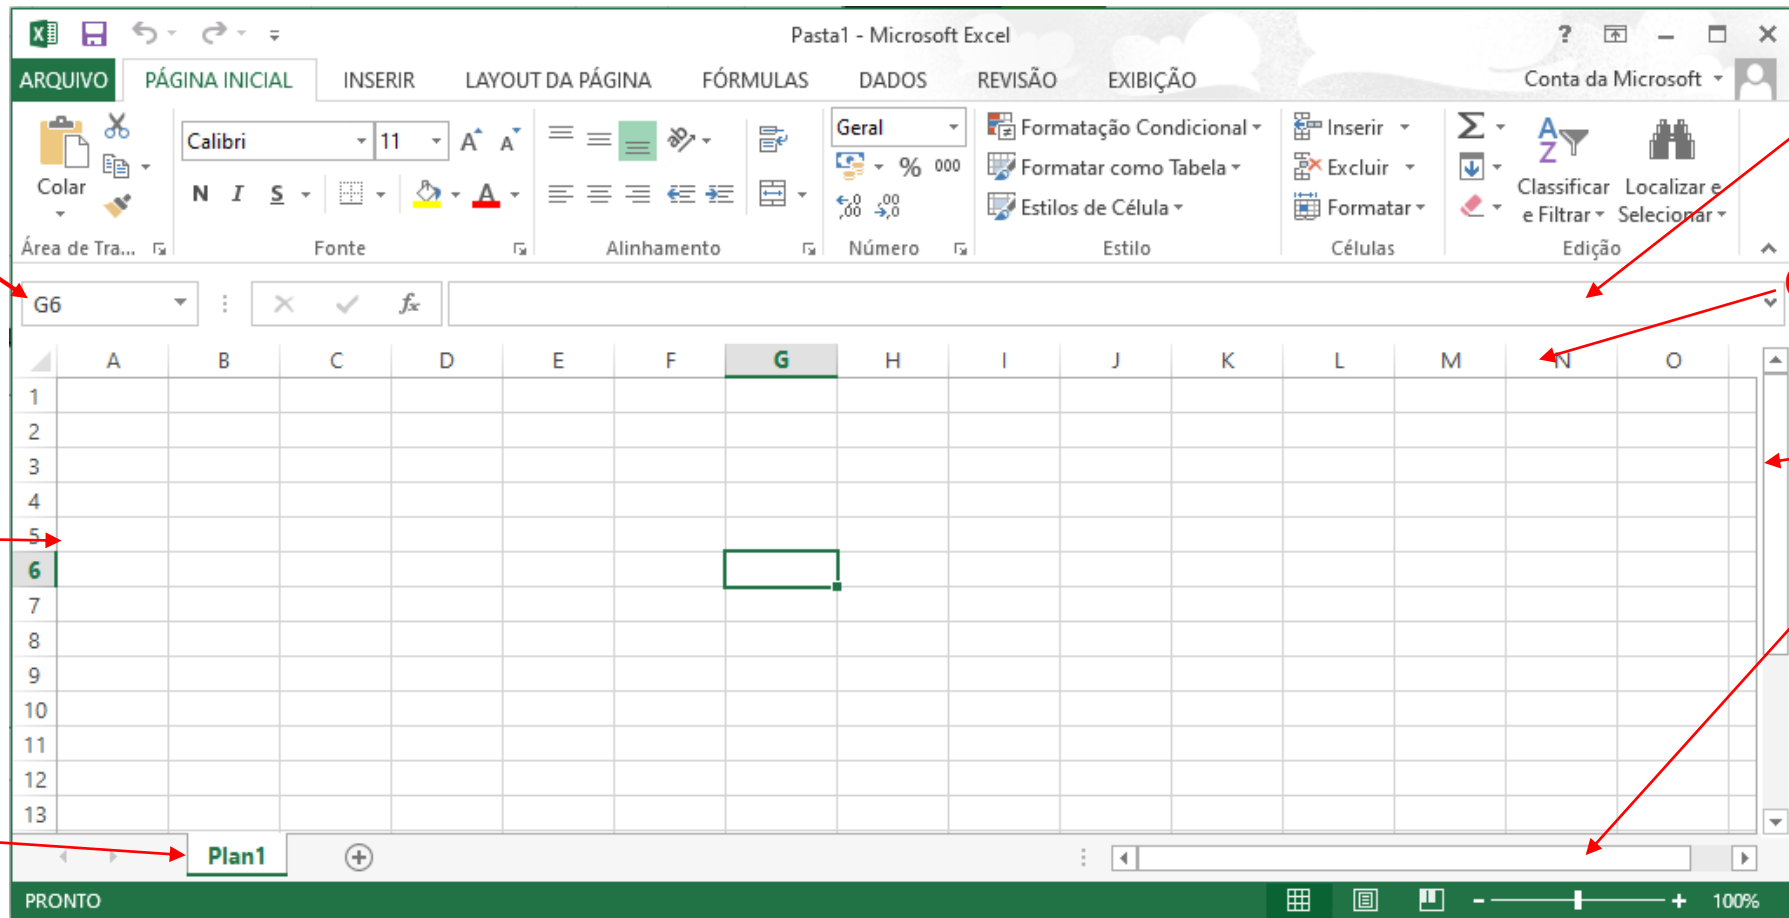 Pasta1 - Microsoft Excel
ARQUIVO PÁGINA INICIAL INSERIR LAYOUT DA PÁGINA FÓRMULAS DADOS REVISÃO EXIBIÇÃO Conta da Microsoft
Colar
Calibri 11
N I S
Geral
% 000
Formatação Condicional
Formatar como Tabela
Estilos de Célula
Inserir
Excluir
Formatar
Classificar e Filtrar
Localizar e Selecionar
Área de Tra... Fonte Alinhamento Número Estilo Células Edição
G6 fx
A B C D E F G H I J K L M N O
1
2
3
4
5
6
7
8
9
10
11
12
13
Plan1
PRONTO 100%